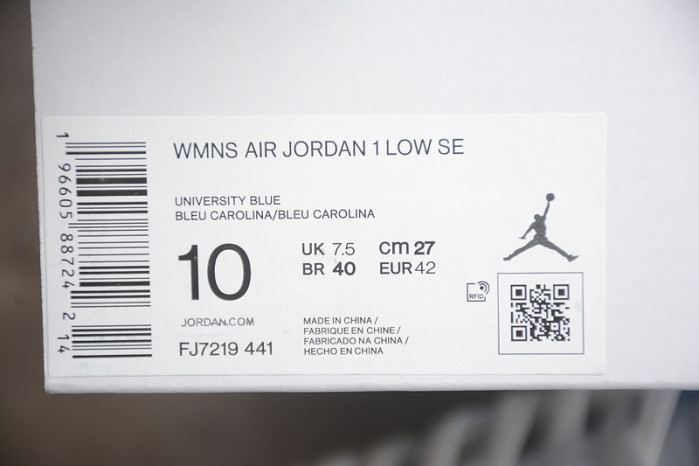 WMNS AIR JORDAN 1 LOW SE
UNIVERSITY BLUE
BLEU CAROLINA/BLEU CAROLINA
10
UK 7.5 cm 27
BR 40 EUR 42
JORDAN.COM
FJ7219 441
MADE IN CHINA /
FABRIQUE EN CHINE /
FABRICADO NA CHINA /
HECHO EN CHINA
RFID
1 96605 88724 2 14